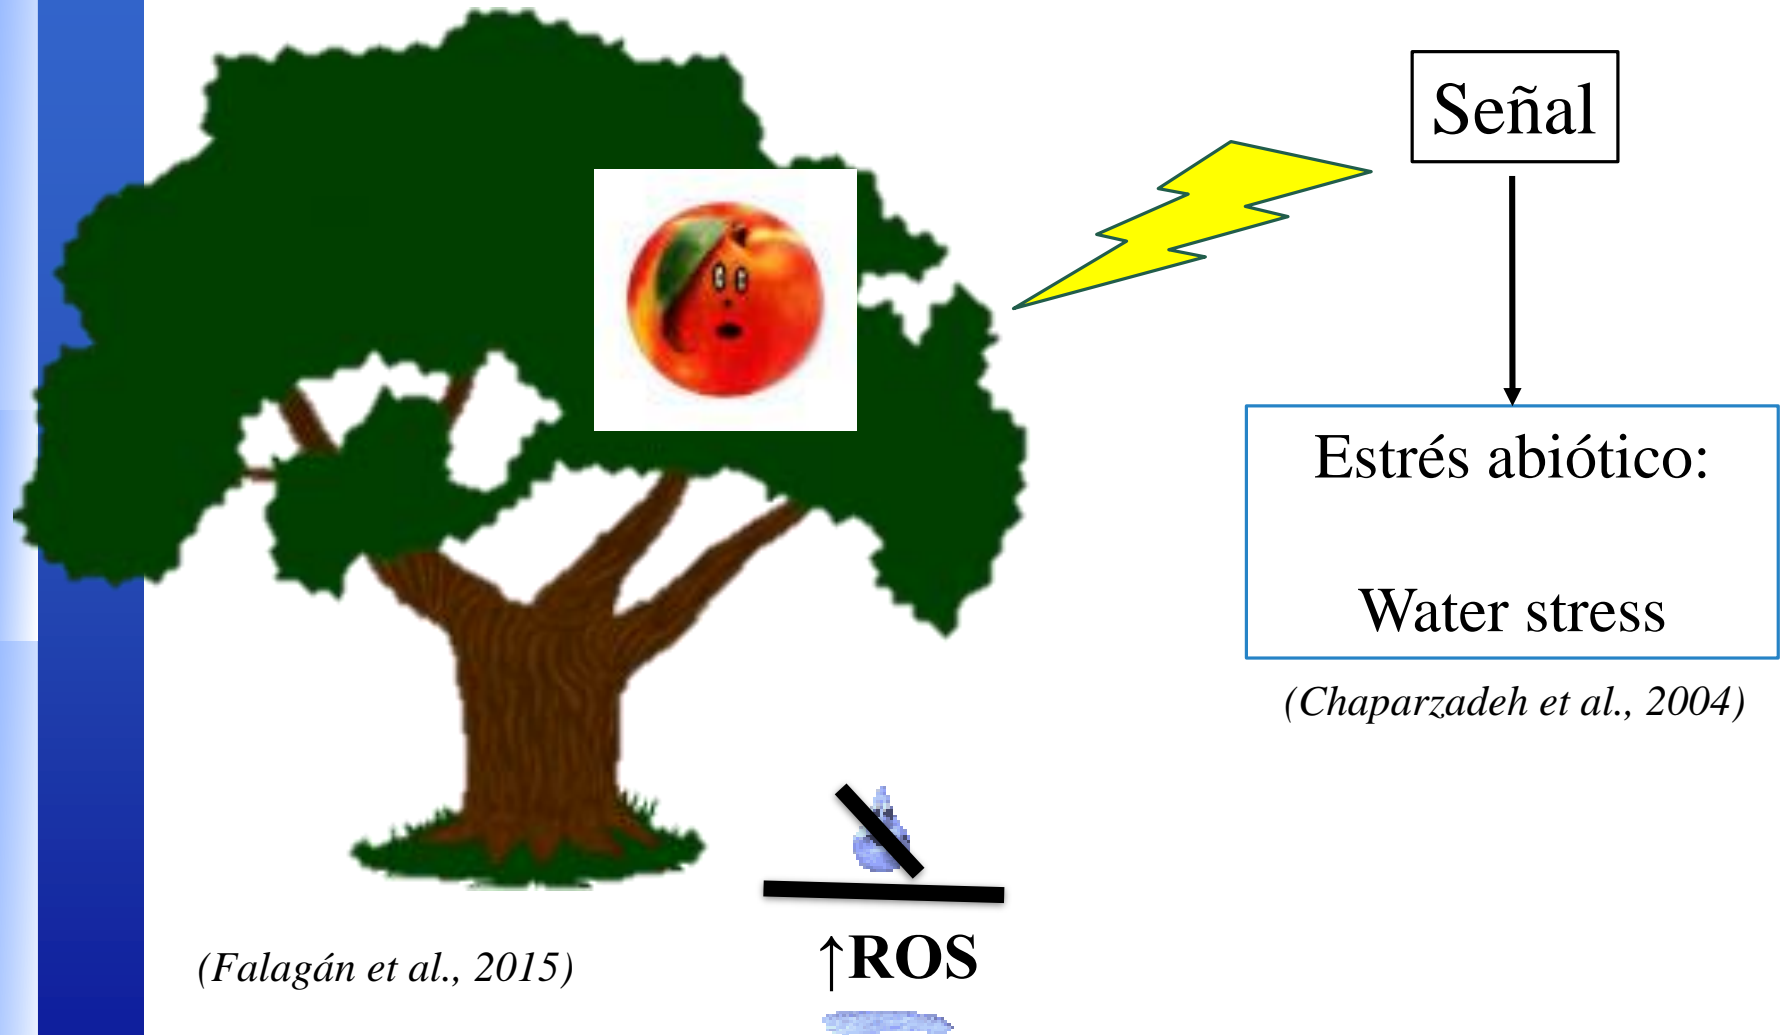 Señal
Estrés abiótico:
Water stress
(Chaparzadeh et al., 2004)
↑ROS
(Falagán et al., 2015)